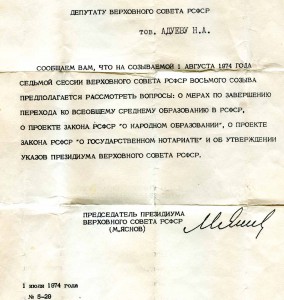 ДЕПУТАТУ ВЕРХОВНОГО СОВЕТА РСФСР
тов. АДУЕВУ Н.А.
СООБЩАЕМ ВАМ, ЧТО НА СОЗЫВАЕМОЙ 1 АВГУСТА 1974 ГОДА
СЕДЬМОЙ СЕССИИ ВЕРХОВНОГО СОВЕТА РСФСР ВОСЬМОГО СОЗЫВА
ПРЕДПОЛАГАЕТСЯ РАССМОТРЕТЬ ВОПРОСЫ: О МЕРАХ ПО ЗАВЕРШЕНИЮ
ПЕРЕХОДА КО ВСЕОБЩЕМУ СРЕДНЕМУ ОБРАЗОВАНИЮ В РСФСР,
О ПРОЕКТЕ ЗАКОНА РСФСР "О НАРОДНОМ ОБРАЗОВАНИИ", О ПРОЕКТЕ
ЗАКОНА РСФСР "О ГОСУДАРСТВЕННОМ НОТАРИАТЕ" И ОБ УТВЕРЖДЕНИИ
УКАЗОВ ПРЕЗИДИУМА ВЕРХОВНОГО СОВЕТА РСФСР.
ПРЕДСЕДАТЕЛЬ ПРЕЗИДИУМА
ВЕРХОВНОГО СОВЕТА РСФСР
(М.ЯСНОВ)
1 июля 1974 года
№ 5-20